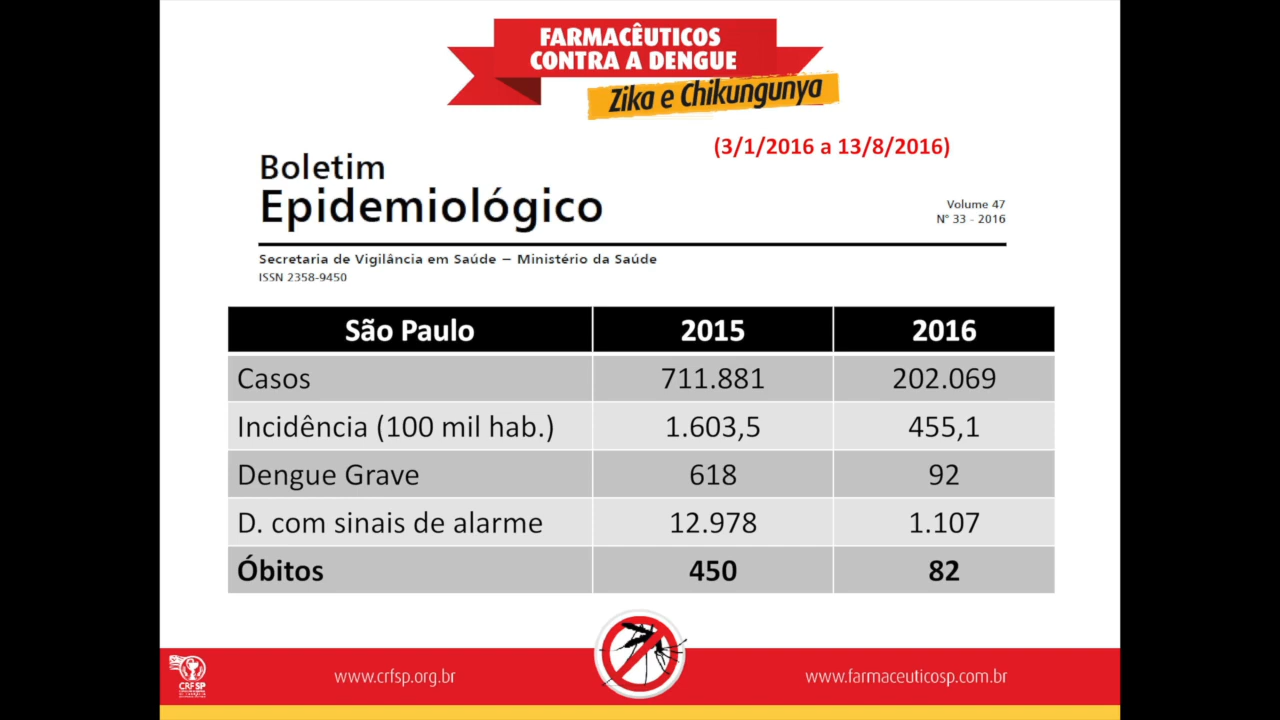 FARMACÊUTICOS
CONTRA A DENGUE
Zika e Chikungunya
(3/1/2016 a 13/8/2016)
Boletim
Epidemiológico
Volume 47
N° 33 - 2016
Secretaria de Vigilância em Saúde − Ministério da Saúde
ISSN 2358-9450
São Paulo 2015 2016
Casos 711.881 202.069
Incidência (100 mil hab.) 1.603,5 455,1
Dengue Grave 618 92
D. com sinais de alarme 12.978 1.107
Óbitos 450 82
CRF SP
www.crfsp.org.br
www.farmaceuticosp.com.br